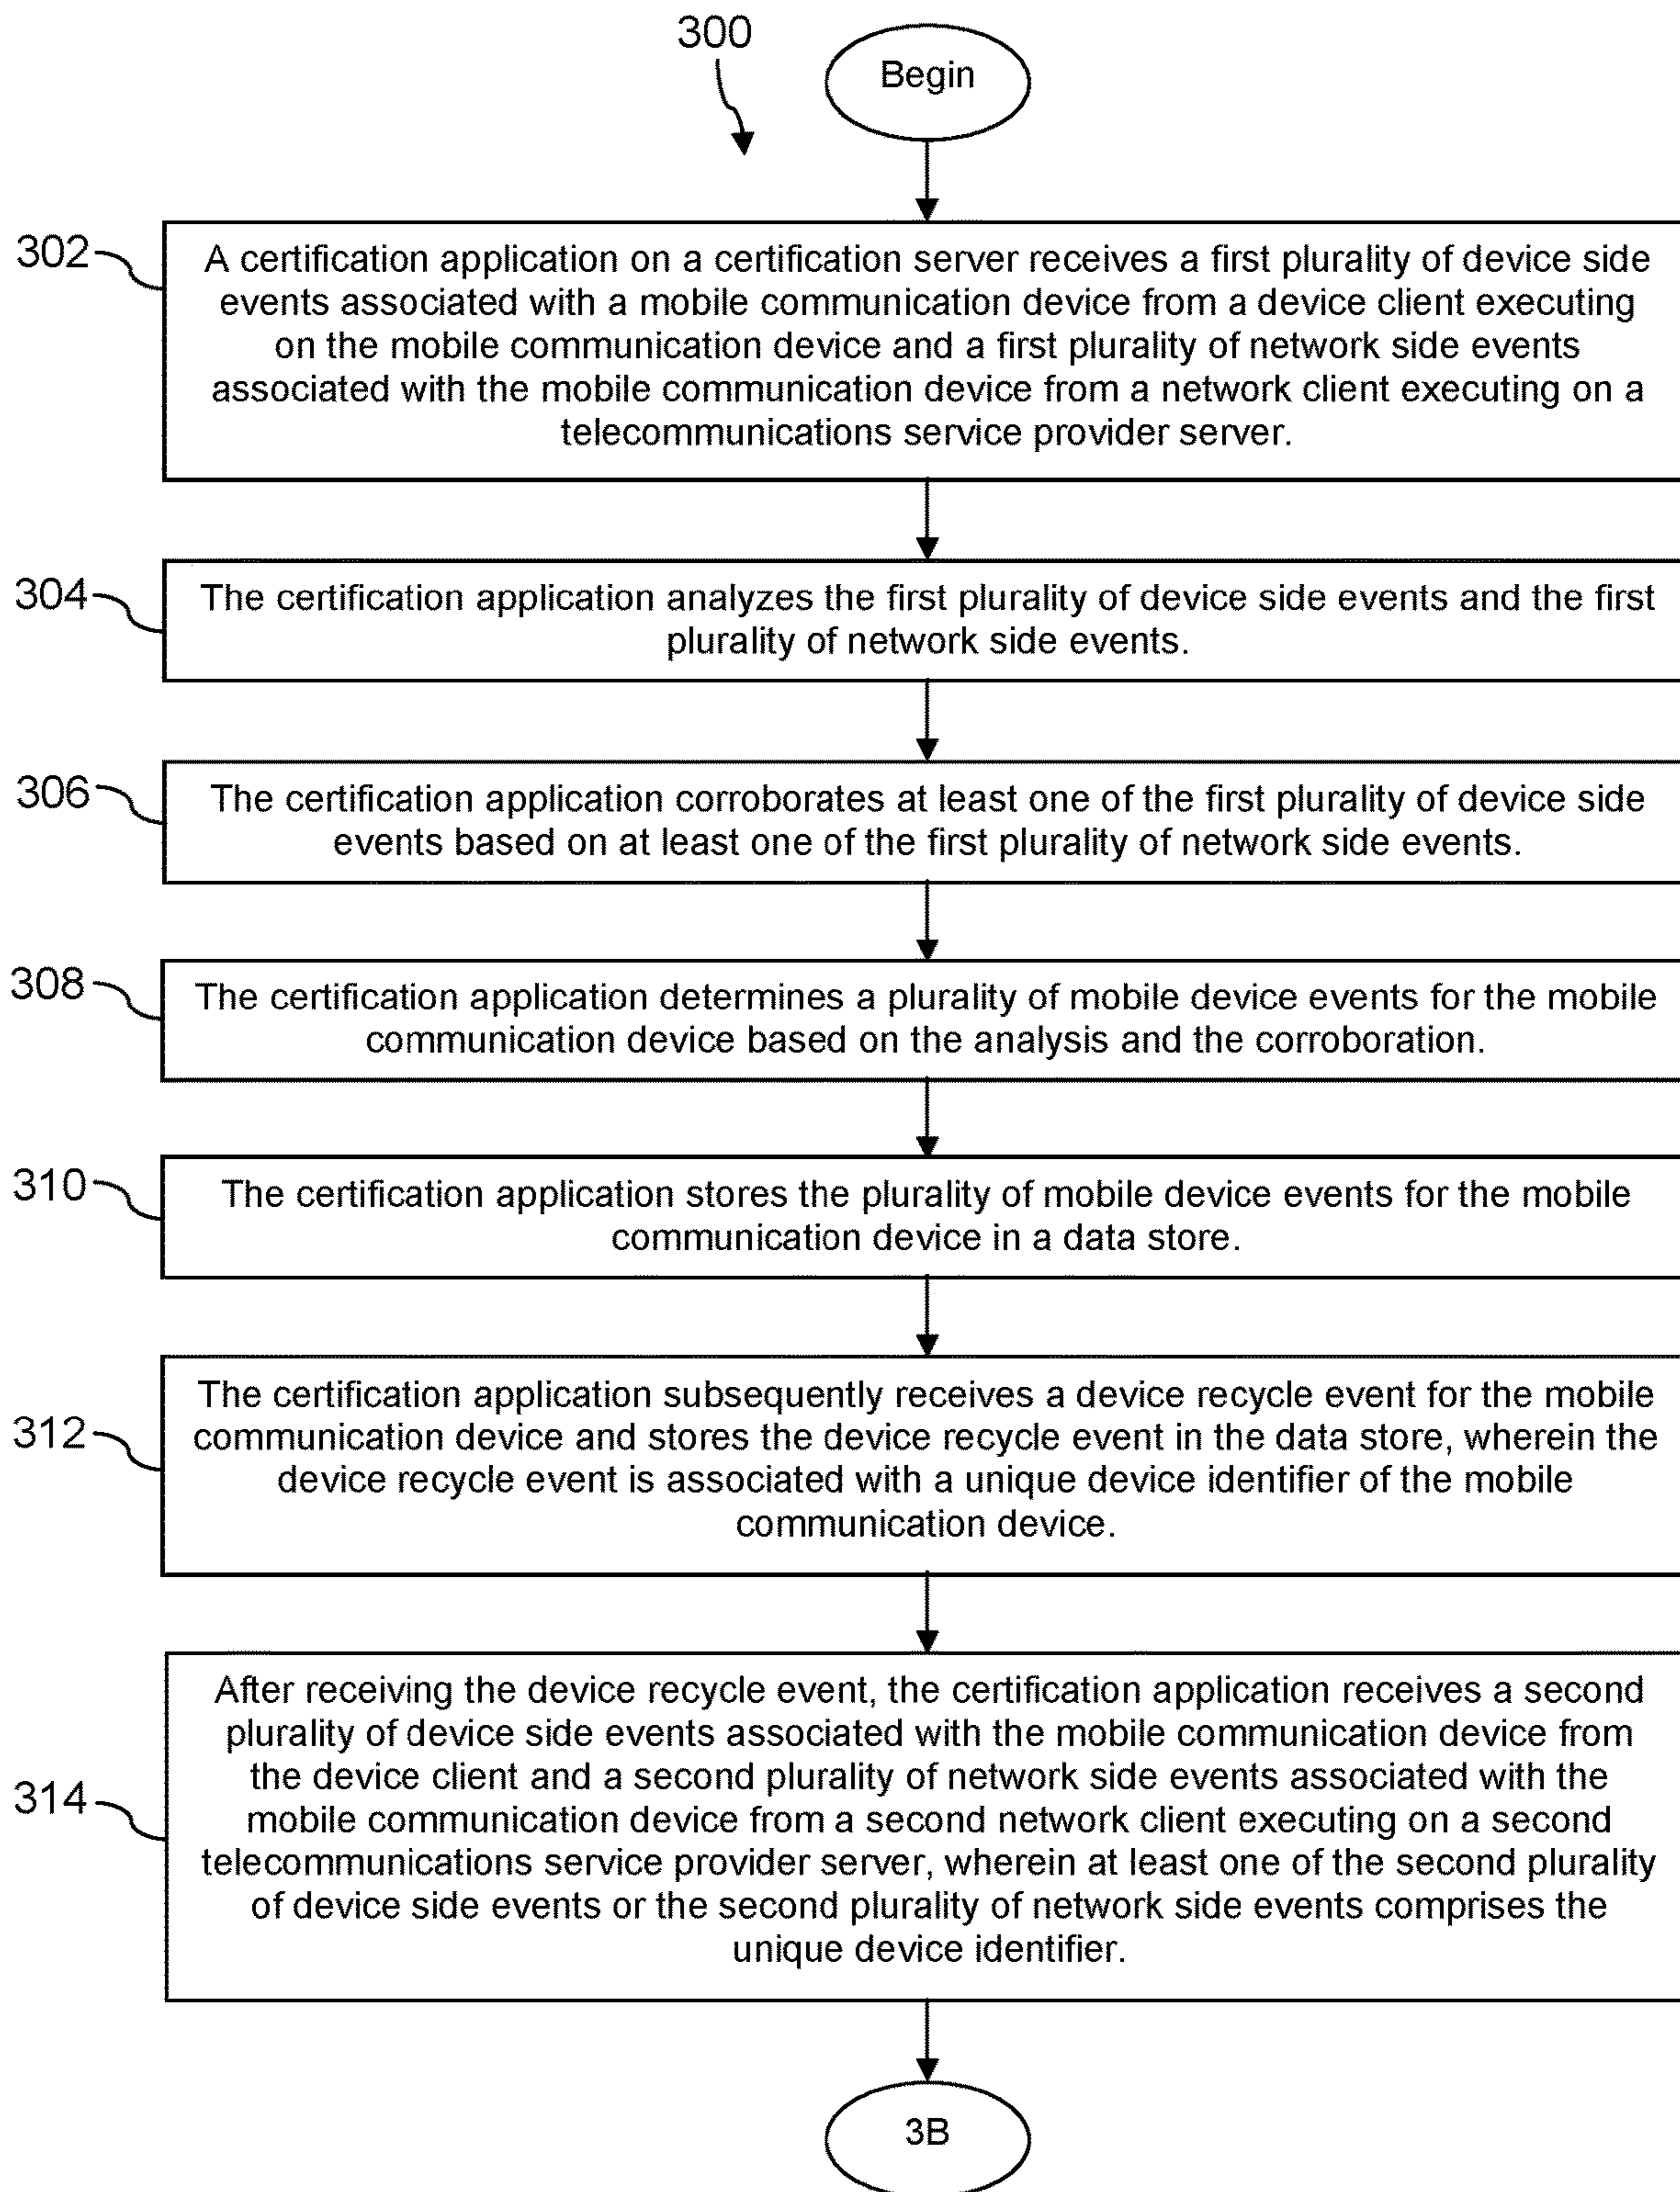 300
Begin
302
A certification application on a certification server receives a first plurality of device side
events associated with a mobile communication device from a device client executing
on the mobile communication device and a first plurality of network side events
associated with the mobile communication device from a network client executing on a
telecommunications service provider server.
304
The certification application analyzes the first plurality of device side events and the first
plurality of network side events.
306
The certification application corroborates at least one of the first plurality of device side
events based on at least one of the first plurality of network side events.
308
The certification application determines a plurality of mobile device events for the mobile
communication device based on the analysis and the corroboration.
310
The certification application stores the plurality of mobile device events for the mobile
communication device in a data store.
312
The certification application subsequently receives a device recycle event for the mobile
communication device and stores the device recycle event in the data store, wherein the
device recycle event is associated with a unique device identifier of the mobile
communication device.
314
After receiving the device recycle event, the certification application receives a second
plurality of device side events associated with the mobile communication device from
the device client and a second plurality of network side events associated with the
mobile communication device from a second network client executing on a second
telecommunications service provider server, wherein at least one of the second plurality
of device side events or the second plurality of network side events comprises the
unique device identifier.
3B